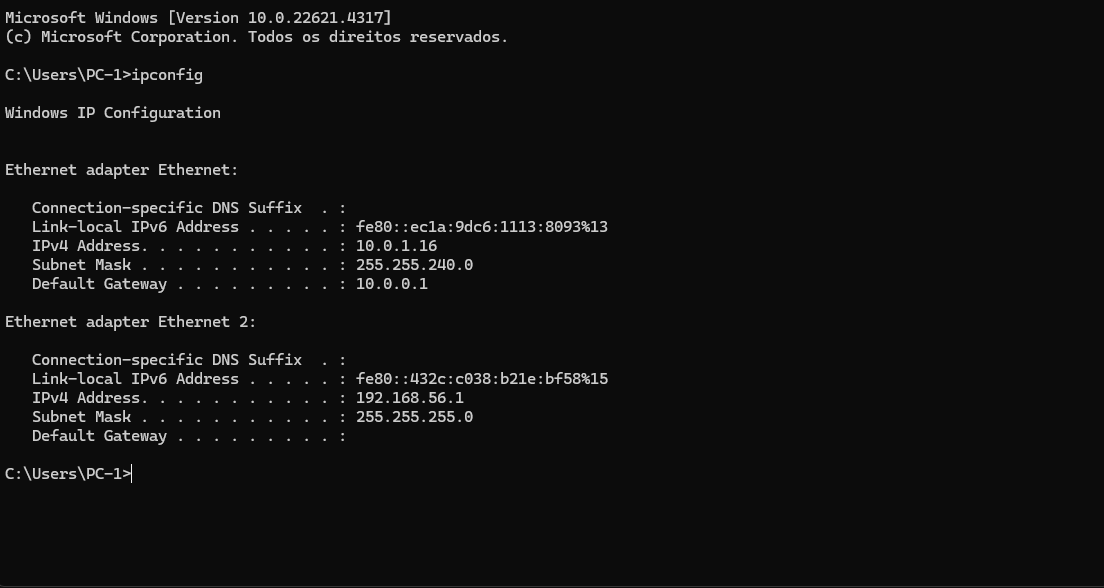 Microsoft Windows [Version 10.0.22621.4317]
(c) Microsoft Corporation. Todos os direitos reservados.
C:\Users\PC-1>ipconfig
Windows IP Configuration
Ethernet adapter Ethernet:
Connection-specific DNS Suffix  . :
Link-local IPv6 Address . . . . . : fe80::ec1a:9dc6:1113:8093%13
IPv4 Address. . . . . . . . . . . : 10.0.1.16
Subnet Mask . . . . . . . . . . . : 255.255.240.0
Default Gateway . . . . . . . . . : 10.0.0.1
Ethernet adapter Ethernet 2:
Connection-specific DNS Suffix  . :
Link-local IPv6 Address . . . . . : fe80::432c:c038:b21e:bf58%15
IPv4 Address. . . . . . . . . . . : 192.168.56.1
Subnet Mask . . . . . . . . . . . : 255.255.255.0
Default Gateway . . . . . . . . . :
C:\Users\PC-1>